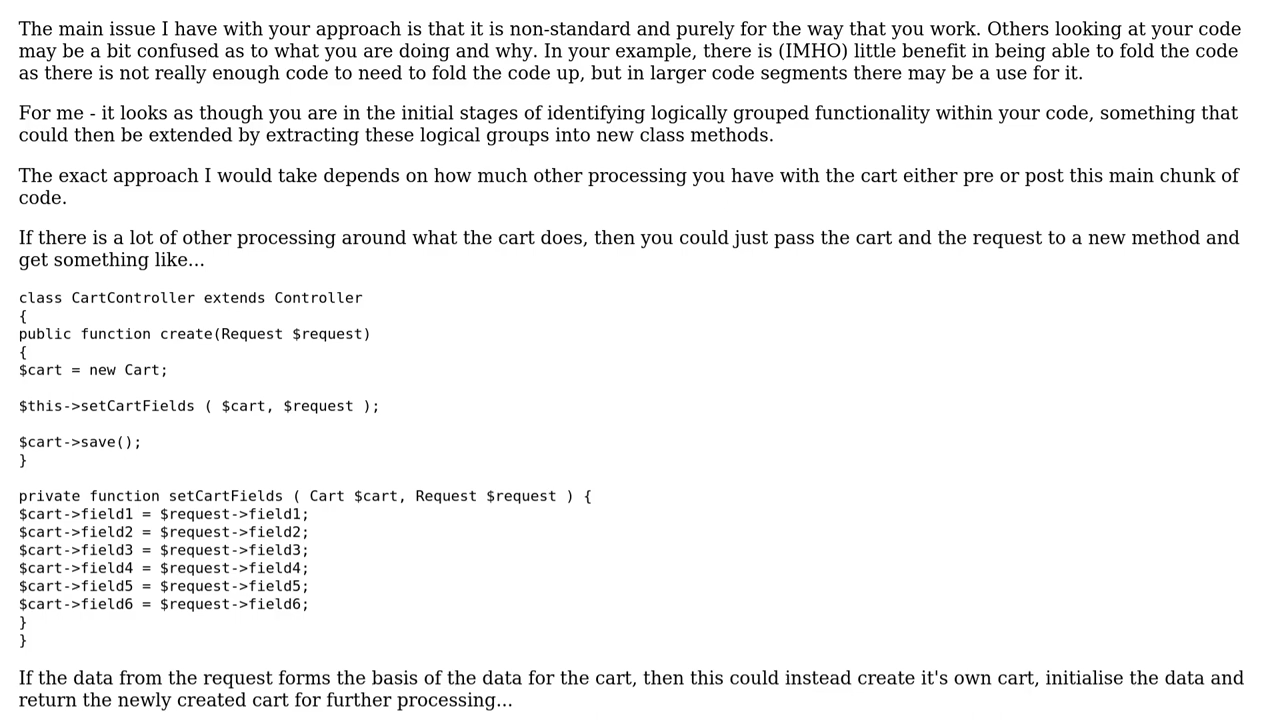 The main issue I have with your approach is that it is non-standard and purely for the way that you work. Others looking at your code
may be a bit confused as to what you are doing and why. In your example, there is (IMHO) little benefit in being able to fold the code
as there is not really enough code to need to fold the code up, but in larger code segments there may be a use for it.
For me - it looks as though you are in the initial stages of identifying logically grouped functionality within your code, something that
could then be extended by extracting these logical groups into new class methods.
The exact approach I would take depends on how much other processing you have with the cart either pre or post this main chunk of
code.
If there is a lot of other processing around what the cart does, then you could just pass the cart and the request to a new method and
get something like...
class CartController extends Controller
{
public function create(Request $request)
{
$cart = new Cart;
$this->setCartFields ( $cart, $request );
$cart->save();
}
private function setCartFields ( Cart $cart, Request $request ) {
$cart->field1 = $request->field1;
$cart->field2 = $request->field2;
$cart->field3 = $request->field3;
$cart->field4 = $request->field4;
$cart->field5 = $request->field5;
$cart->field6 = $request->field6;
}
}
If the data from the request forms the basis of the data for the cart, then this could instead create it's own cart, initialise the data and
return the newly created cart for further processing...